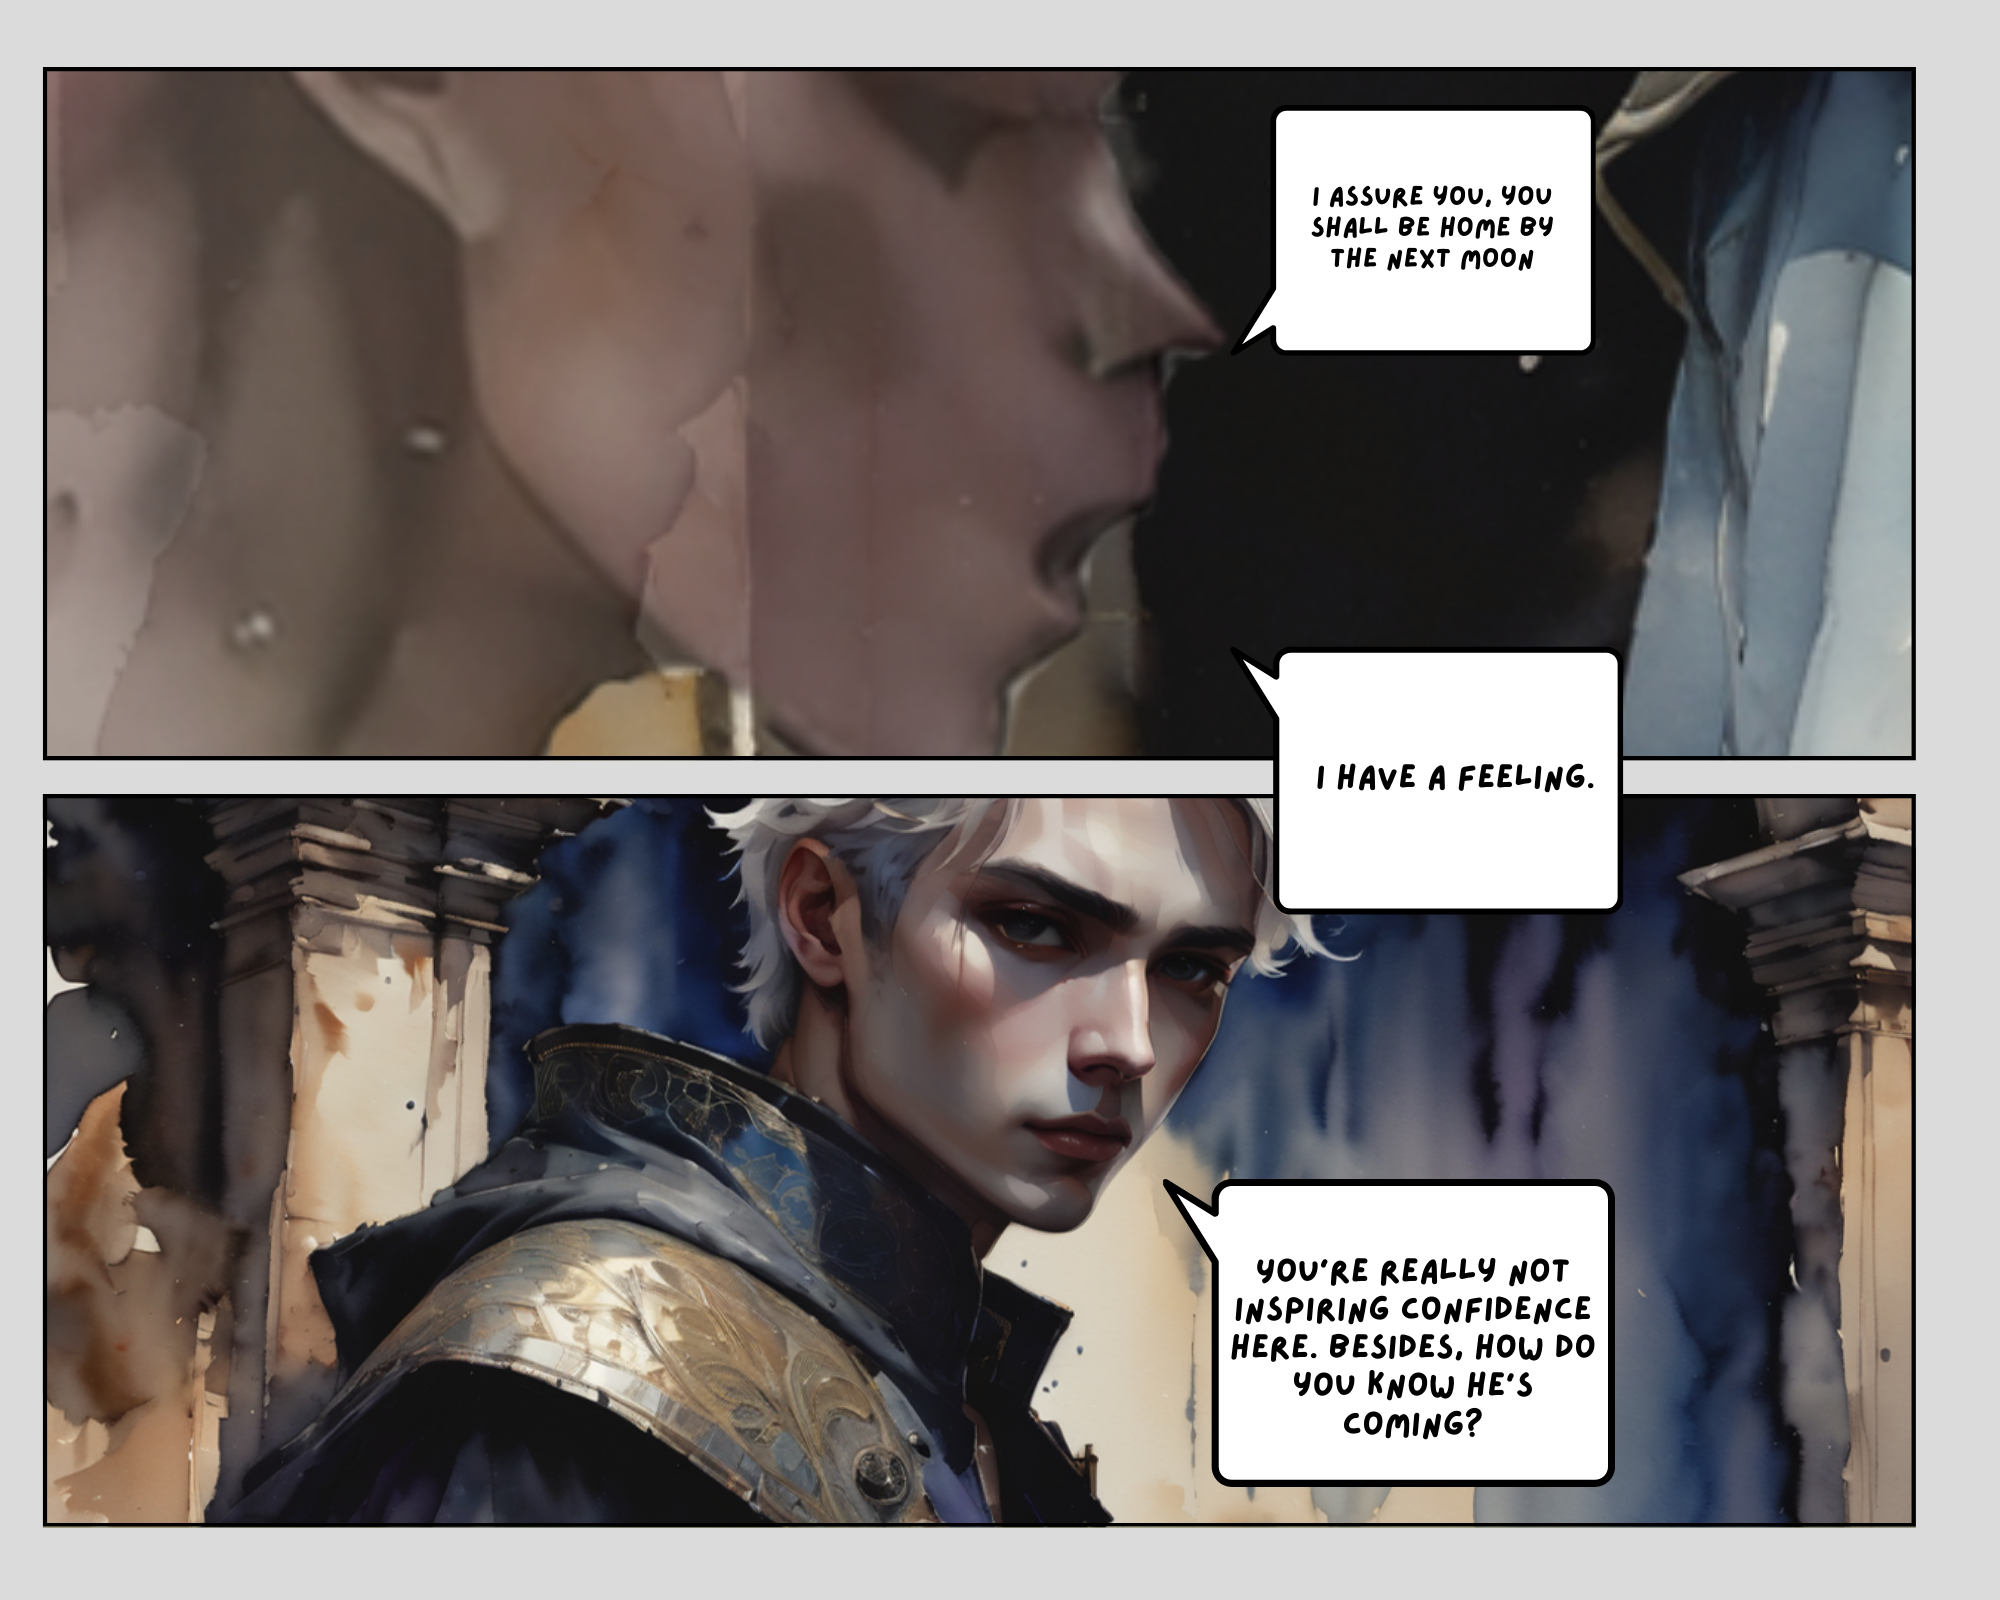 I ASSURE YOU, YOU
SHALL BE HOME BY
THE NEXT MOON
I HAVE A FEELING.
YOU'RE REALLY NOT
INSPIRING CONFIDENCE
HERE. BESIDES, HOW DO
YOU KNOW HE'S
COMING?